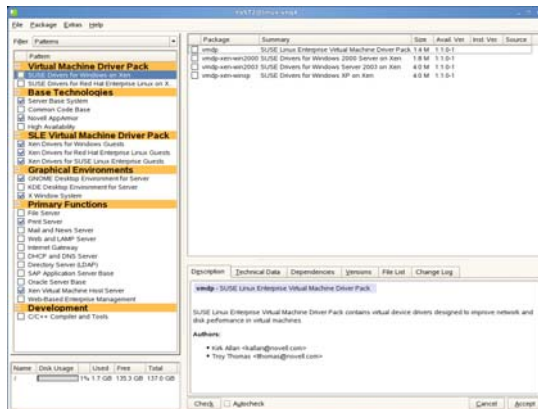 YaST2@linux-vmpk
File Package Extras Help
Filter: Patterns
Pattern
Virtual Machine Driver Pack
SUSE Drivers for Windows on Xen
SUSE Drivers for Red Hat Enterprise Linux on X
Base Technologies
Server Base System
Common Code Base
Novell AppArmor
High Availability
SLE Virtual Machine Driver Pack
Xen Drivers for Windows Guests
Xen Drivers for Red Hat Enterprise Linux Guests
Xen Drivers for SUSE Linux Enterprise Guests
Graphical Environments
GNOME Desktop Environment for Server
KDE Desktop Environment for Server
X Window System
Primary Functions
File Server
Print Server
Mail and News Server
Web and LAMP Server
Internet Gateway
DHCP and DNS Server
Directory Server (LDAP)
SAP Application Server Base
Oracle Server Base
Xen Virtual Machine Host Server
Web-Based Enterprise Management
Development
C/C++ Compiler and Tools
Name Disk Usage Used Free Total
/ 1% 1.7 GB 135.3 GB 137.0 GB
Package Summary Size Avail. Ver. Inst. Ver. Source
vmdp SUSE Linux Enterprise Virtual Machine Driver Pack 1.4 M 1.1.0-1
vmdp-xen-win2000 SUSE Drivers for Windows 2000 Server on Xen 1.8 M 1.1.0-1
vmdp-xen-win2003 SUSE Drivers for Windows Server 2003 on Xen 4.0 M 1.1.0-1
vmdp-xen-winxp SUSE Drivers for Windows XP on Xen 4.0 M 1.1.0-1
Description Technical Data Dependencies Versions File List Change Log
vmdp - SUSE Linux Enterprise Virtual Machine Driver Pack
SUSE Linux Enterprise Virtual Machine Driver Pack contains virtual device drivers designed to improve network and
disk performance in virtual machines.
Authors:
Kirk Allan <kallan@novell.com>
Troy Thomas <tthomas@novell.com>
Check Autocheck Cancel Accept